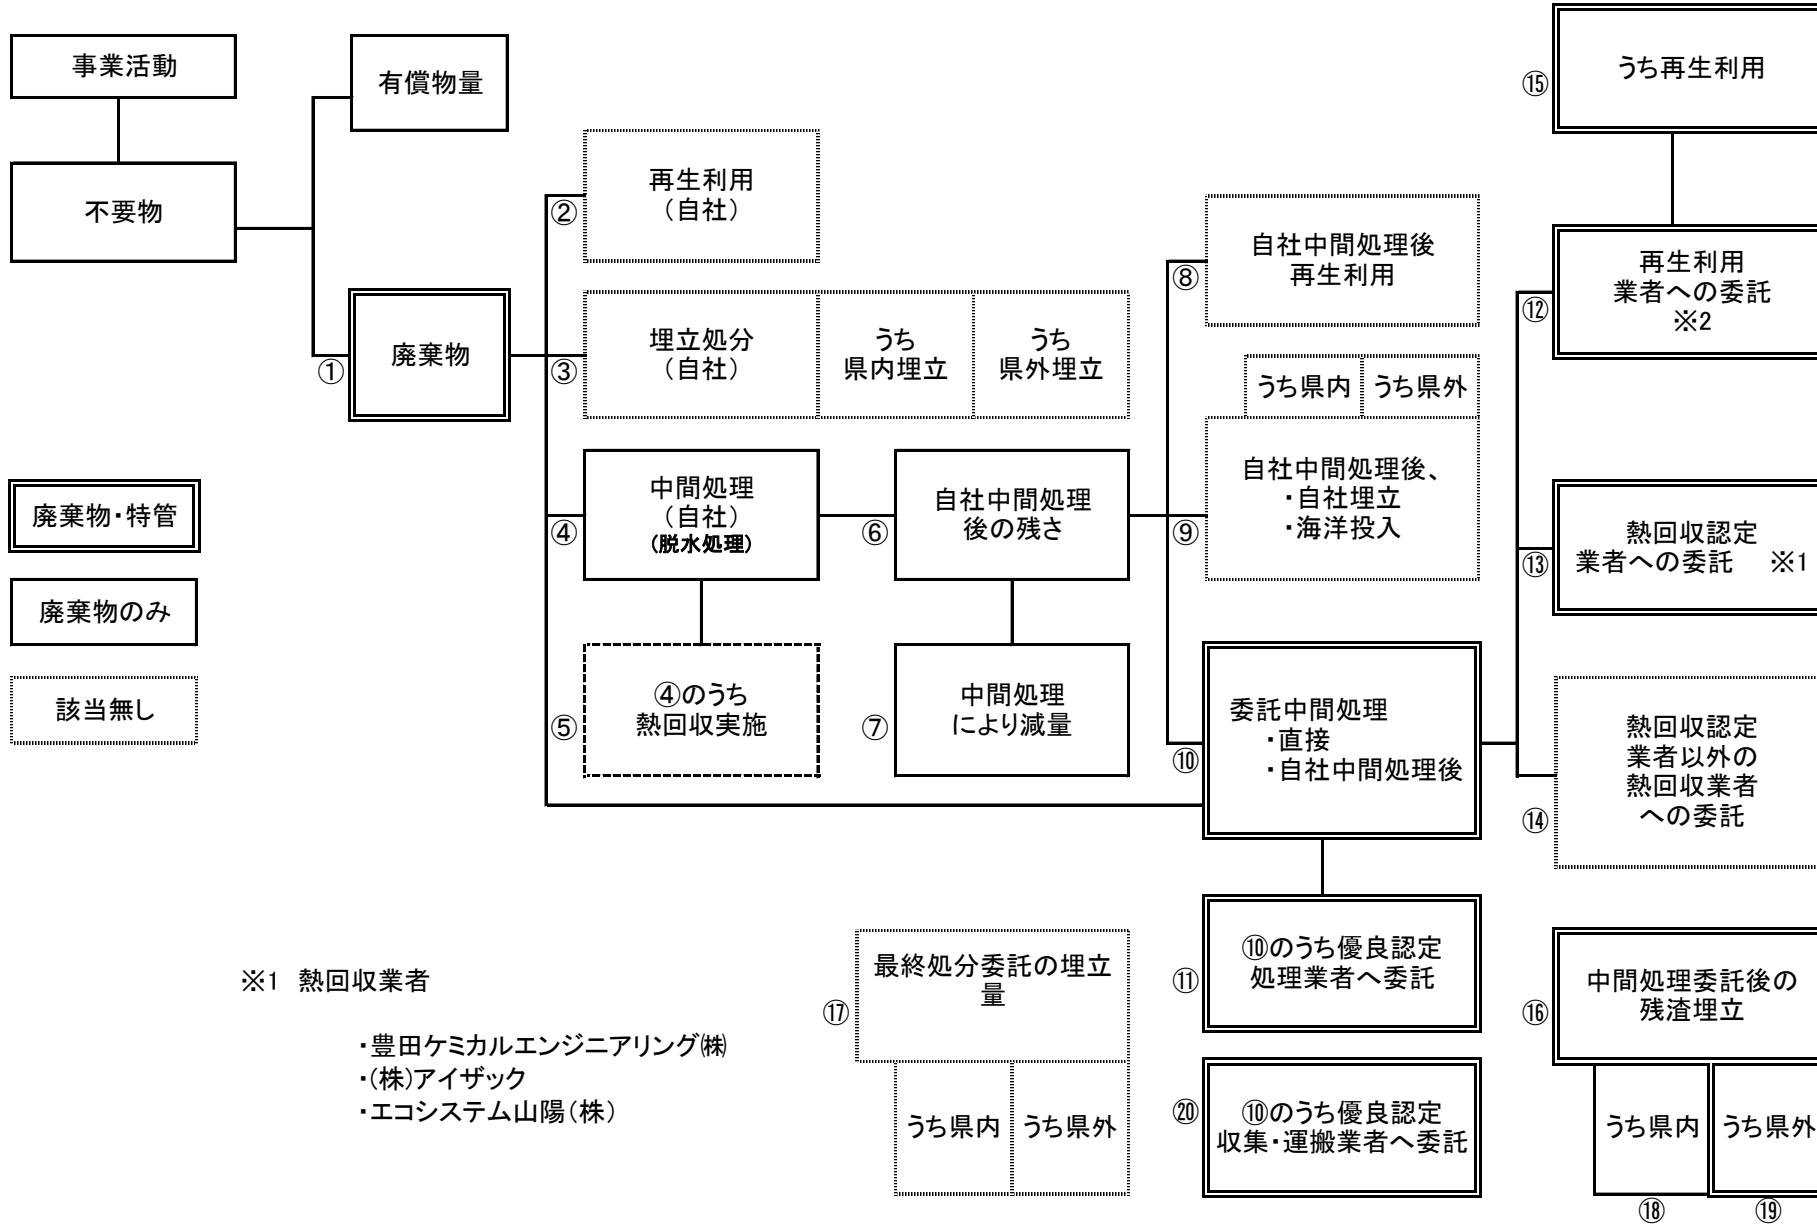 事業活動
有償物量
不要物
①
廃棄物
②
再生利用
（自社）
③
埋立処分
（自社）
うち
県内埋立
うち
県外埋立
④
中間処理
（自社）
(脱水処理)
⑤
④のうち
熱回収実施
⑥
自社中間処理
後の残さ
⑦
中間処理
により減量
⑧
自社中間処理後
再生利用
うち県内
うち県外
⑨
自社中間処理後、
・自社埋立
・海洋投入
⑩
委託中間処理
・直接
・自社中間処理後
⑪
⑩のうち優良認定
処理業者へ委託
⑳
⑩のうち優良認定
収集・運搬業者へ委託
⑮
うち再生利用
⑫
再生利用
業者への委託
※2
⑬
熱回収認定
業者への委託　※1
⑭
熱回収認定
業者以外の
熱回収業者
への委託
⑯
中間処理委託後の
残渣埋立
うち県内
うち県外
⑱
⑲
⑰
最終処分委託の埋立
量
うち県内
うち県外
廃棄物・特管
廃棄物のみ
該当無し
※1　熱回収業者
・豊田ケミカルエンジニアリング㈱
・(株)アイザック
・エコシステム山陽（株）